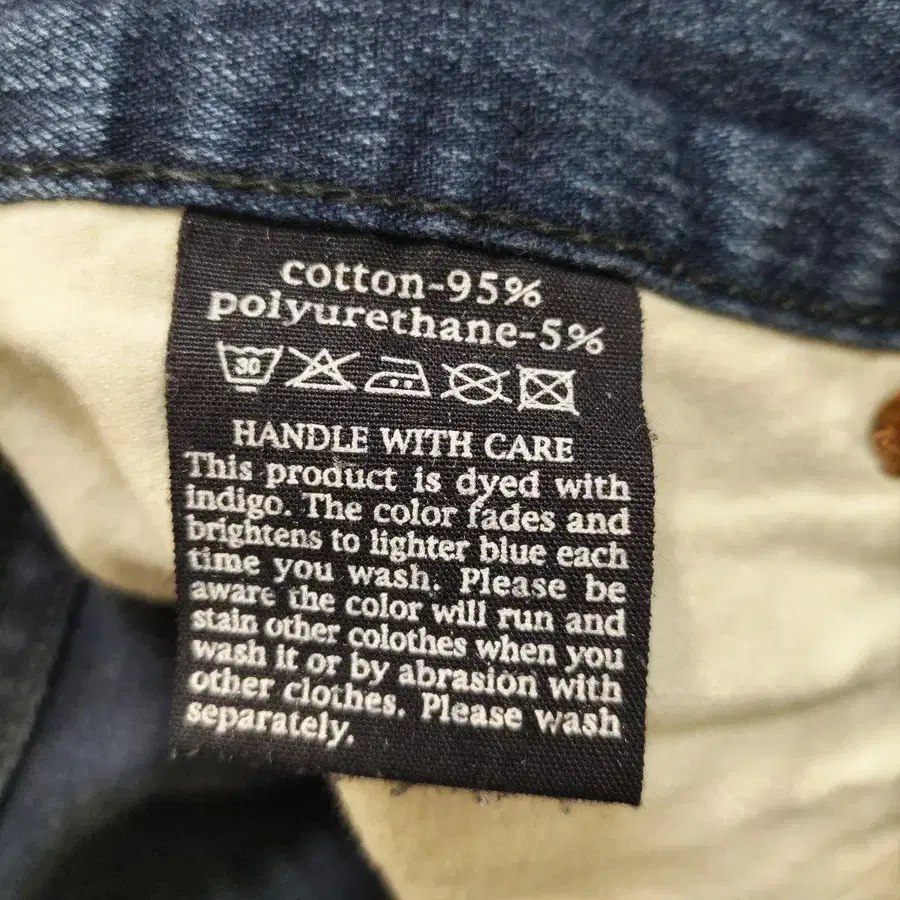 cotton-95%
polyurethane-5%
30
HANDLE WITH CARE
This product is dyed with
indigo. The color fades and
brightens to lighter blue each
time you wash. Please be
aware the color will run and
stain other colothes when you
wash it or by abrasion with
other clothes. Please wash
separately.